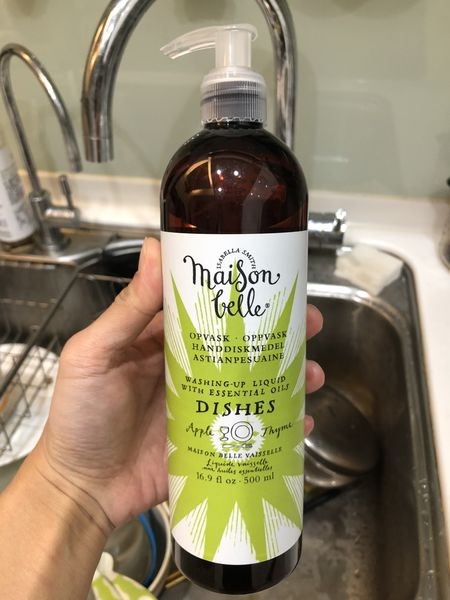 ISABELLA SMITH
Maison
belle®
OPVASK · OPPVASK
HANDDISKMEDEL
ASTIANPESUAINE
WASHING-UP LIQUID
WITH ESSENTIAL OILS
DISHES
Apple Thyme
MAISON BELLE VAISSELLE
Liquide vaisselle
aux huiles essentielles
16.9 fl oz · 500 ml